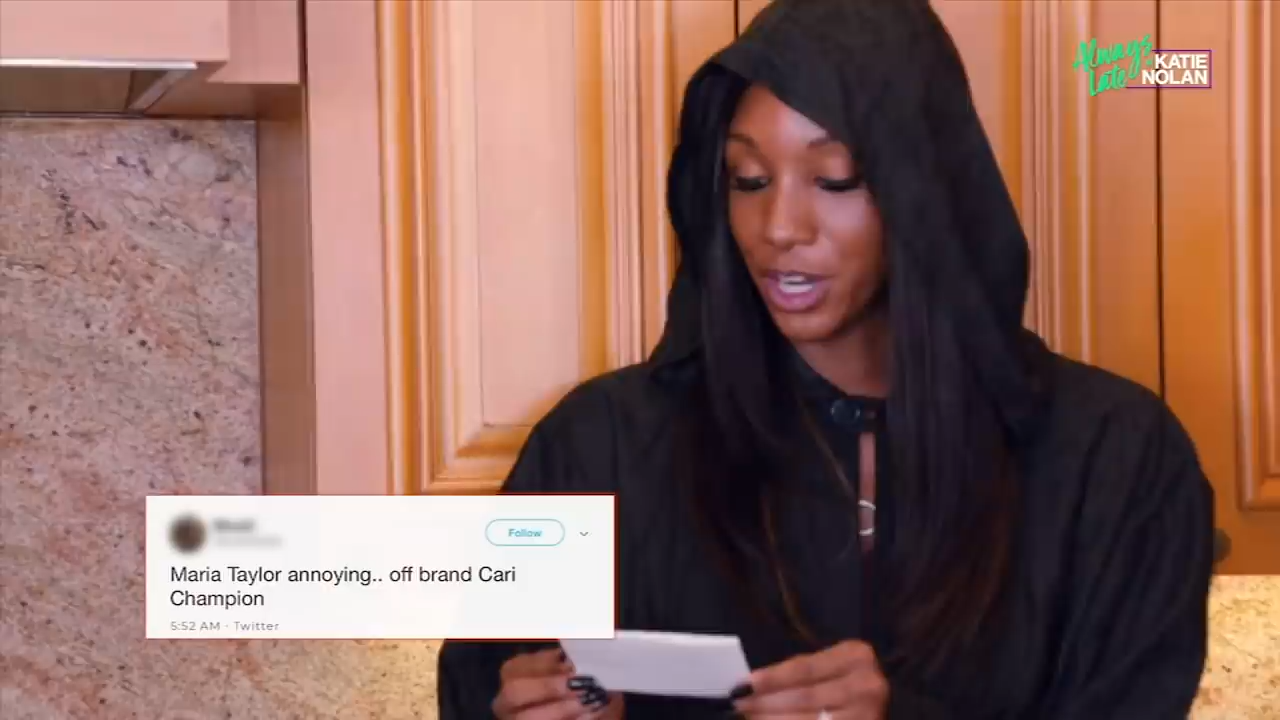 Always
Late
w/
KATIE
NOLAN
Follow
Maria Taylor annoying.. off brand Cari
Champion
5:52 AM · Twitter